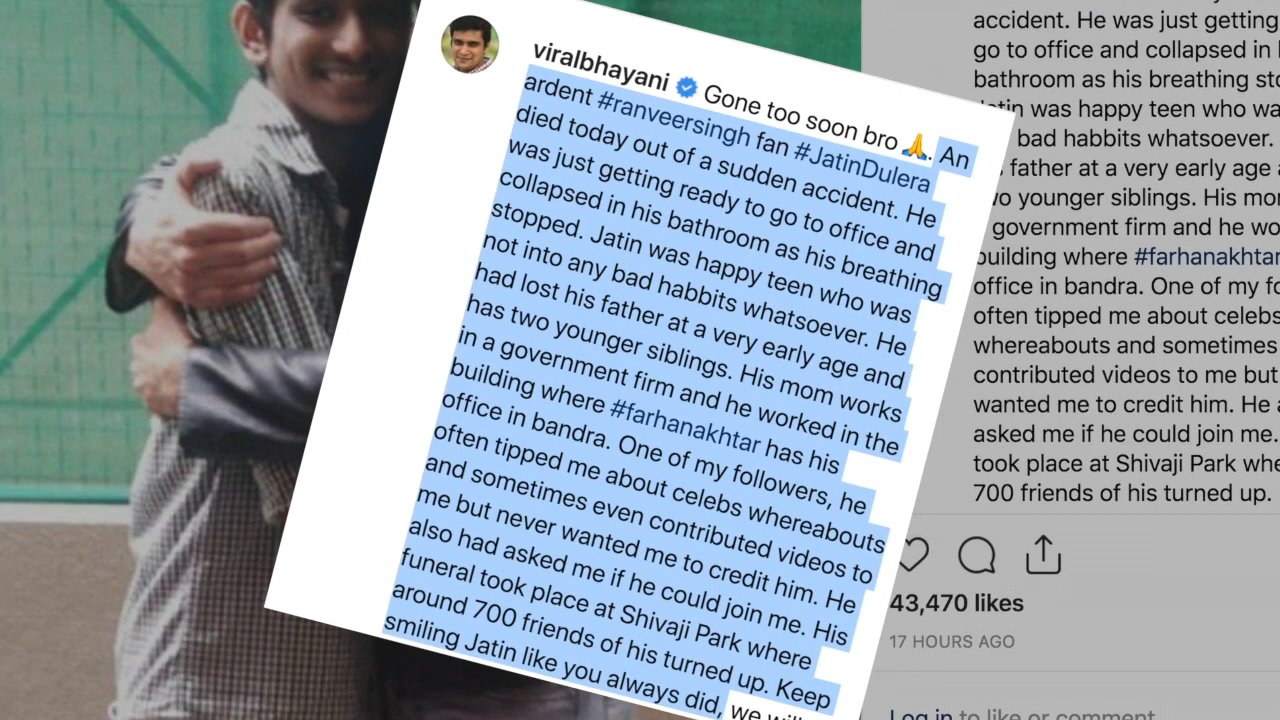 viralbhayani Gone too soon bro 🙏. An
ardent #ranveersingh fan #JatinDulera
died today out of a sudden accident. He
was just getting ready to go to office and
collapsed in his bathroom as his breathing
stopped. Jatin was happy teen who was
not into any bad habbits whatsoever. He
had lost his father at a very early age and
has two younger siblings. His mom works
in a government firm and he worked in the
building where #farhanakhtar has his
office in bandra. One of my followers, he
often tipped me about celebs whereabouts
and sometimes even contributed videos to
me but never wanted me to credit him. He
also had asked me if he could join me. His
funeral took place at Shivaji Park where
around 700 friends of his turned up. Keep
smiling Jatin like you always did, we will
accident. He was just getting
go to office and collapsed in
bathroom as his breathing
Jatin was happy teen who
bad habbits whatsoever.
father at a very early age
younger siblings. His
government firm and he
building where #farhanakhtar
office in bandra. One of my
often tipped me about celebs
whereabouts and sometimes
contributed videos to me but
wanted me to credit him. He
asked me if he could join me.
took place at Shivaji Park
700 friends of his turned up.
43,470 likes
17 HOURS AGO
Log in to like or comment.